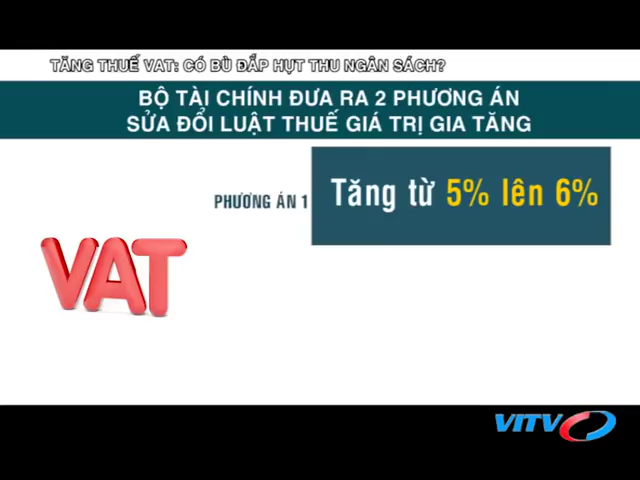 TĂNG THUẾ VAT: CÓ BÙ ĐẮP HỤT THU NGÂN SÁCH?
BỘ TÀI CHÍNH ĐƯA RA 2 PHƯƠNG ÁN
SỬA ĐỔI LUẬT THUẾ GIÁ TRỊ GIA TĂNG
PHƯƠNG ÁN 1
Tăng từ 5% lên 6%
VAT
VITV